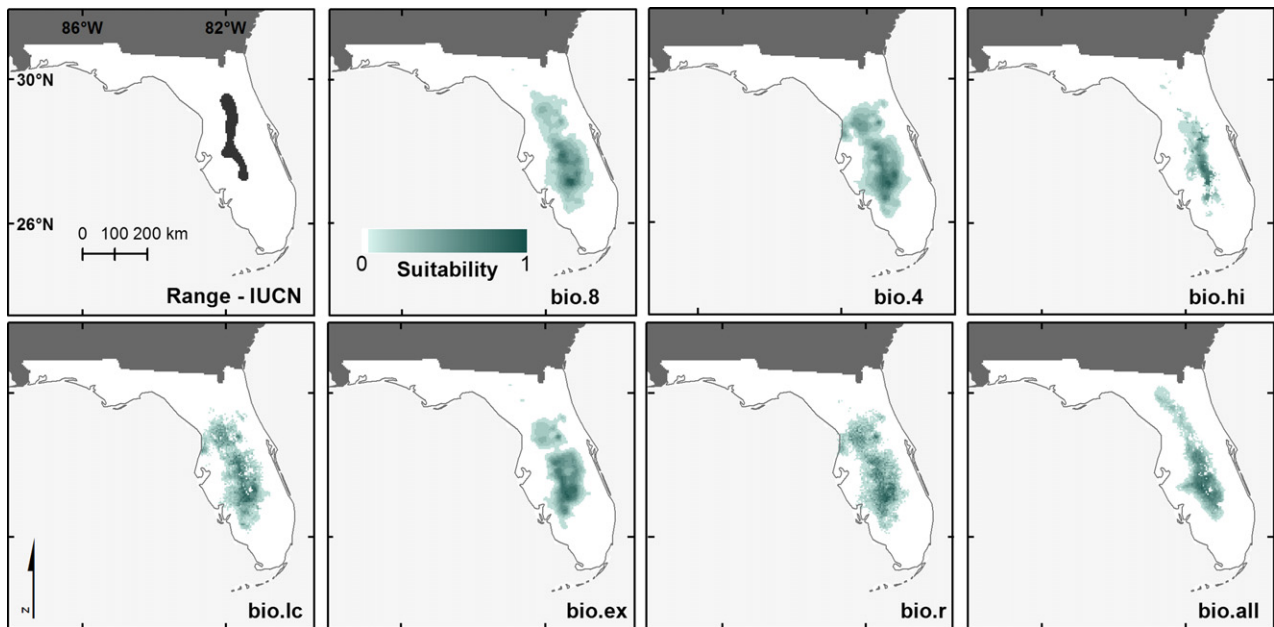 86°W 82°W
30°N
26°N
0 100 200 km
Range - IUCN
0 1
Suitability
bio.8
bio.4
bio.hi
N
bio.lc
bio.ex
bio.r
bio.all